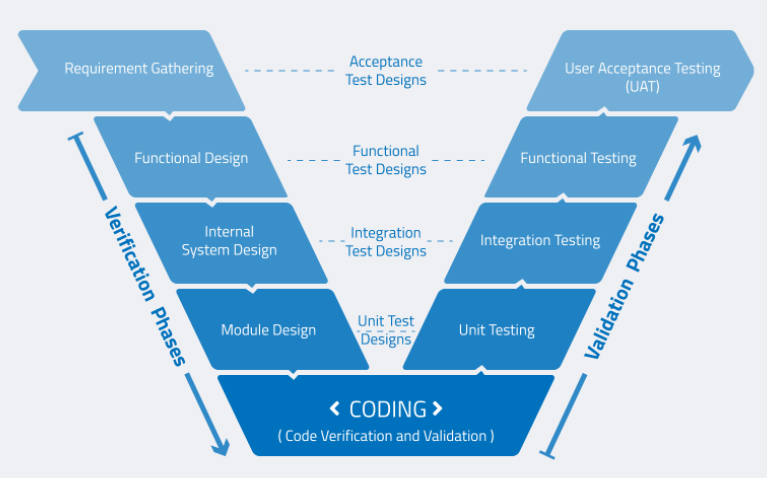 Requirement Gathering
Acceptance
Test Designs
User Acceptance Testing
(UAT)
Functional Design
Functional
Test Designs
Functional Testing
Internal
System Design
Integration
Test Designs
Integration Testing
Module Design
Unit Test
Designs
Unit Testing
Verification Phases
Validation Phases
< CODING >
( Code Verification and Validation )